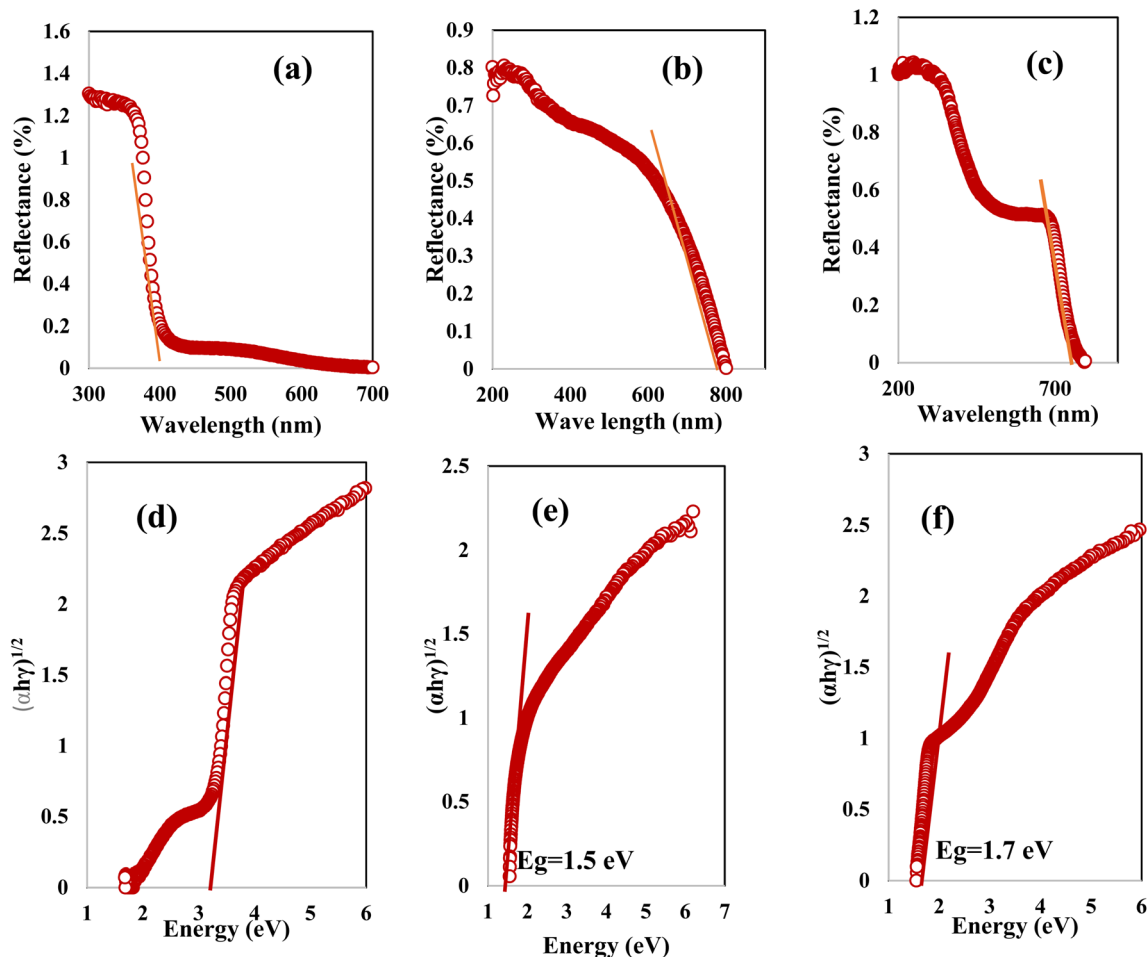 (a)
Reflectance (%)
1.6
1.4
1.2
1
0.8
0.6
0.4
0.2
0
300 400 500 600 700
Wavelength (nm)
(b)
Reflectance (%)
0.9
0.8
0.7
0.6
0.5
0.4
0.3
0.2
0.1
0
200 400 600 800
Wave length (nm)
(c)
Reflectance (%)
1.2
1
0.8
0.6
0.4
0.2
0
200 700
Wavelength (nm)
(d)
(αhγ)1/2
3
2.5
2
1.5
1
0.5
0
1 2 3 4 5 6
Energy (eV)
(e)
(αhγ)1/2
2.5
2
1.5
1
0.5
0
Eg=1.5 eV
1 2 3 4 5 6 7
Energy (eV)
(f)
(αhγ)1/2
3
2.5
2
1.5
1
0.5
0
Eg=1.7 eV
1 2 3 4 5 6
Energy (eV)